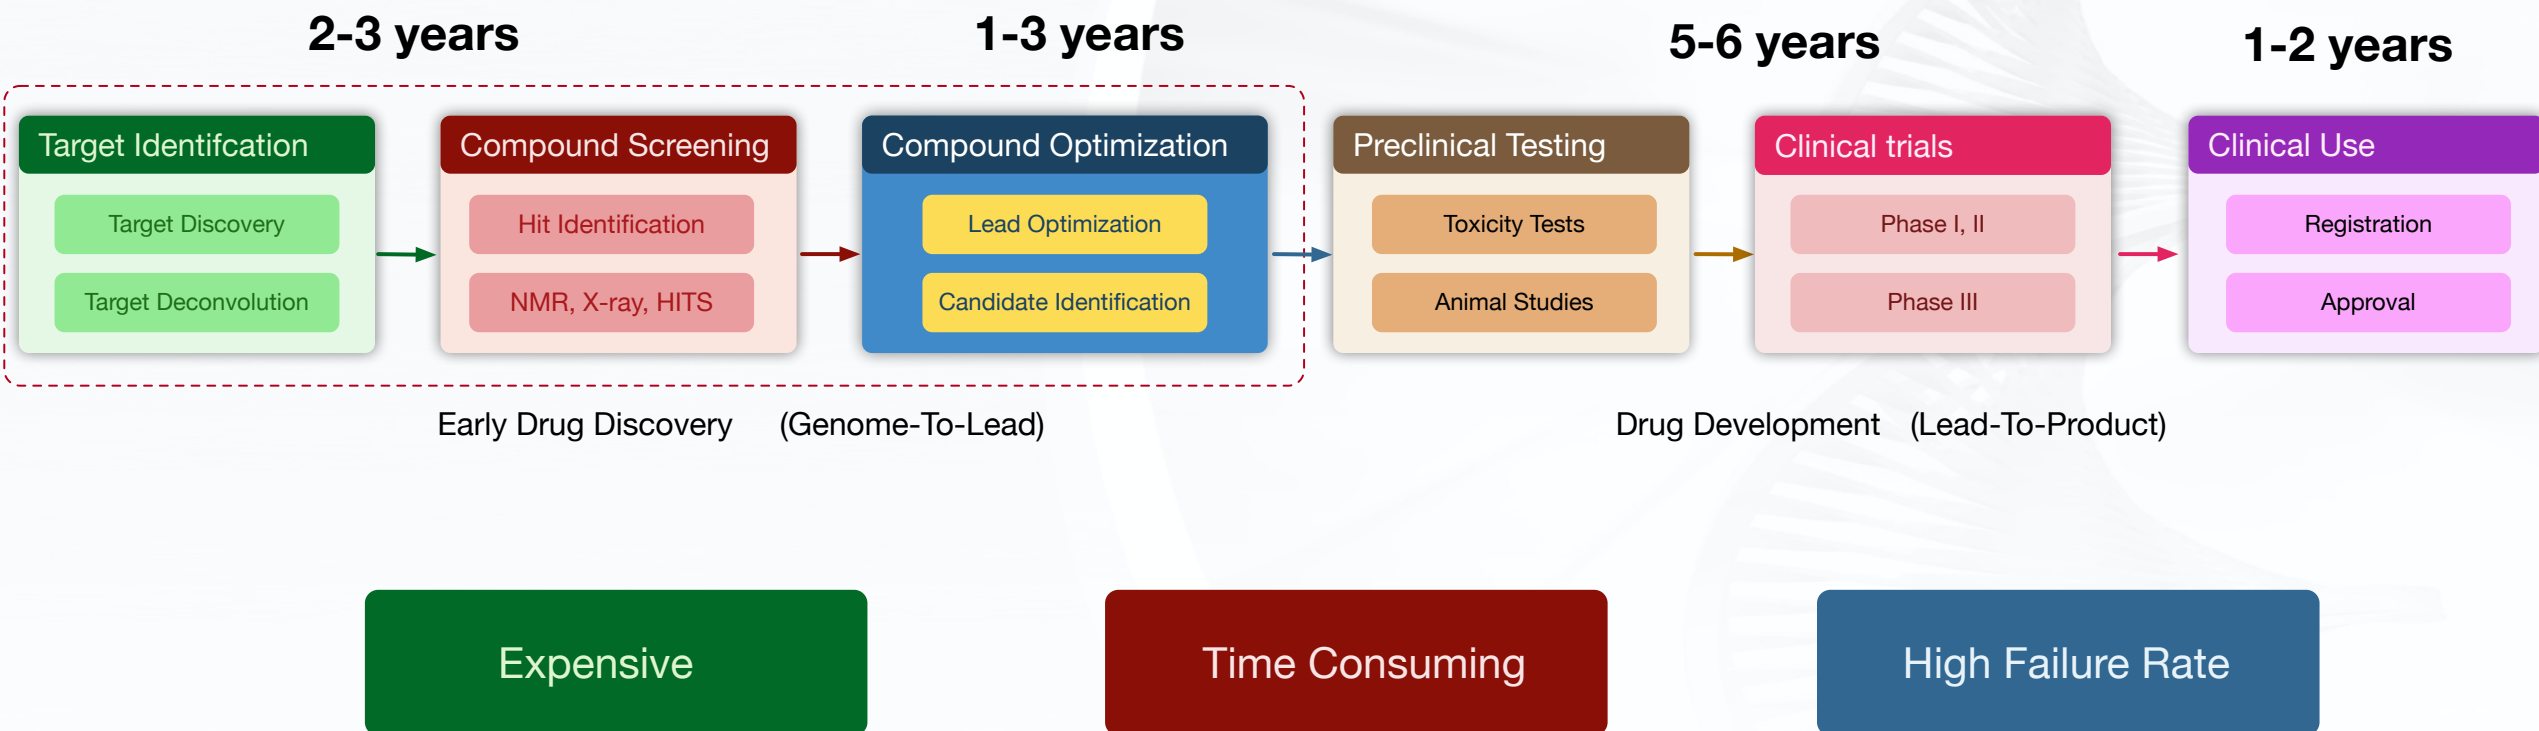 2-3 years
1-3 years
5-6 years
1-2 years
Target Identifcation
Target Discovery
Target Deconvolution
Compound Screening
Hit Identification
NMR, X-ray, HITS
Compound Optimization
Lead Optimization
Candidate Identification
Preclinical Testing
Toxicity Tests
Animal Studies
Clinical trials
Phase I, II
Phase III
Clinical Use
Registration
Approval
Early Drug Discovery (Genome-To-Lead)
Drug Development (Lead-To-Product)
Expensive
Time Consuming
High Failure Rate